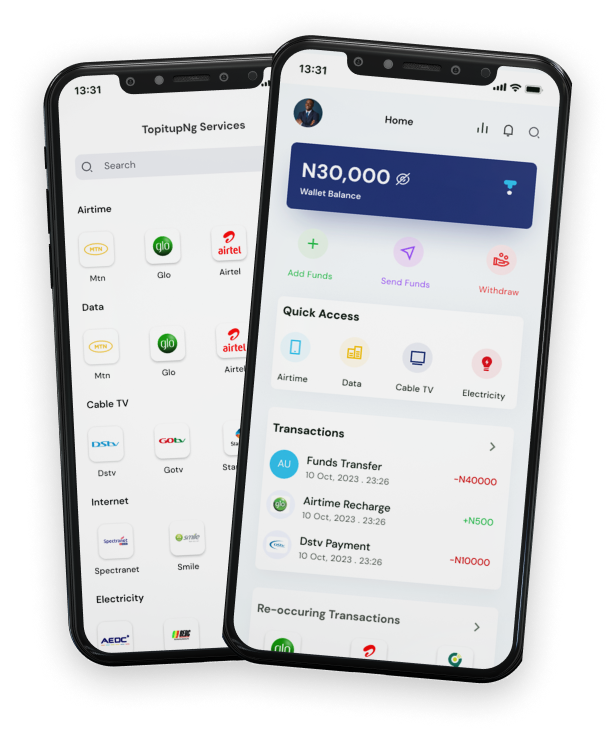 13:31
TopitupNg Services
Search
Airtime
MTN
glo
airtel
Mtn
Glo
Airtel
Data
MTN
glo
airtel
Mtn
Glo
Cable TV
DStv
GOtv
Dstv
Gotv
Internet
Spectranet
smile
Spectranet
Smile
Electricity
AEDC
13:31
Home
N30,000
Wallet Balance
Add Funds
Send Funds
Withdraw
Quick Access
Airtime
Data
Cable TV
Electricity
Transactions
AU
Funds Transfer
10 Oct, 2023 . 23:26
-N40000
glo
Airtime Recharge
10 Oct, 2023 . 23:26
+N500
DStv
Dstv Payment
10 Oct, 2023 . 23:26
-N10000
Re-occuring Transactions
glo